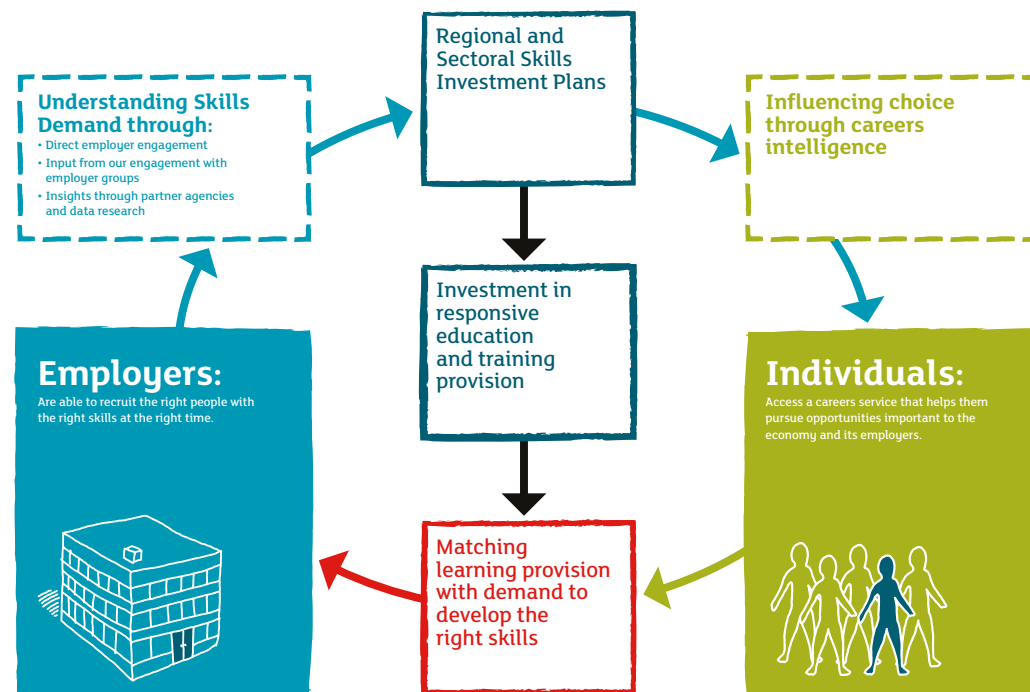 Regional and
Sectoral Skills
Investment Plans
Understanding Skills
Demand through:
• Direct employer engagement
• Input from our engagement with
employer groups
• Insights through partner agencies
and data research
Influencing choice
through careers
intelligence
Investment in
responsive
education
and training
provision
Employers:
Are able to recruit the right people with
the right skills at the right time.
Individuals:
Access a careers service that helps them
pursue opportunities important to the
economy and its employers.
Matching
learning provision
with demand to
develop the
right skills